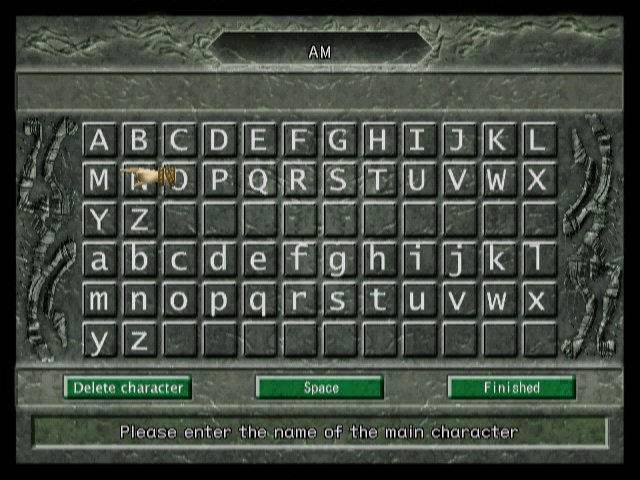 AM
A B C D E F G H I J K L
M N O P Q R S T U V W X
Y Z
a b c d e f g h i j k l
m n o p q r s t u v w x
y z
Delete character Space Finished
Please enter the name of the main character